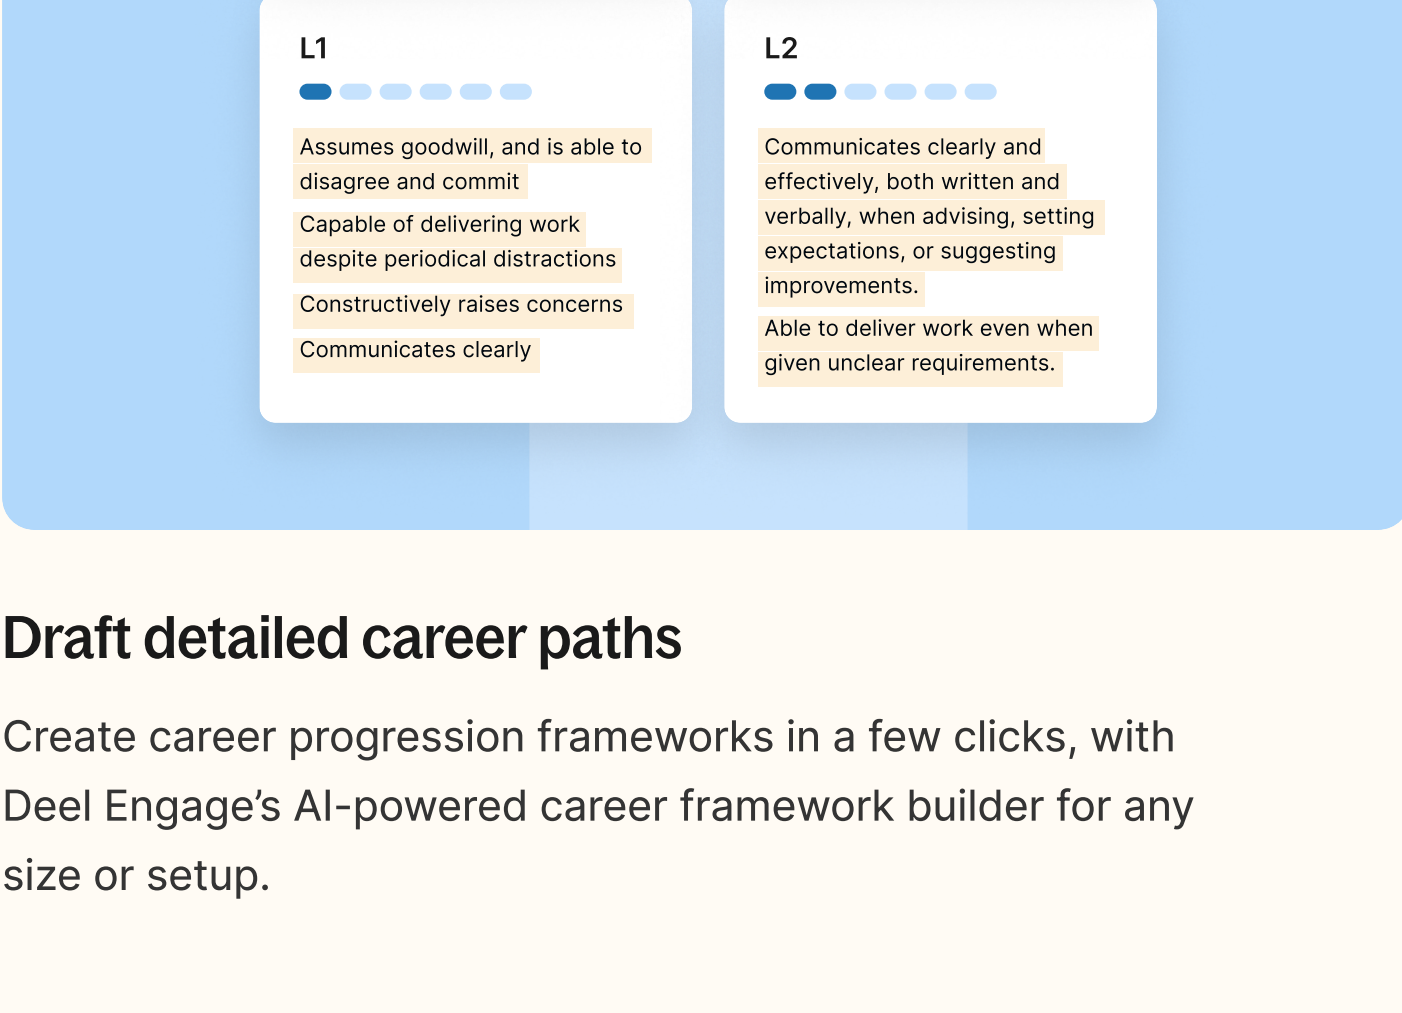 L1
Assumes goodwill, and is able to
disagree and commit
Capable of delivering work
despite periodical distractions
Constructively raises concerns
Communicates clearly
L2
Communicates clearly and
effectively, both written and
verbally, when advising, setting
expectations, or suggesting
improvements.
Able to deliver work even when
given unclear requirements.
Draft detailed career paths
Create career progression frameworks in a few clicks, with
Deel Engage’s AI-powered career framework builder for any
size or setup.